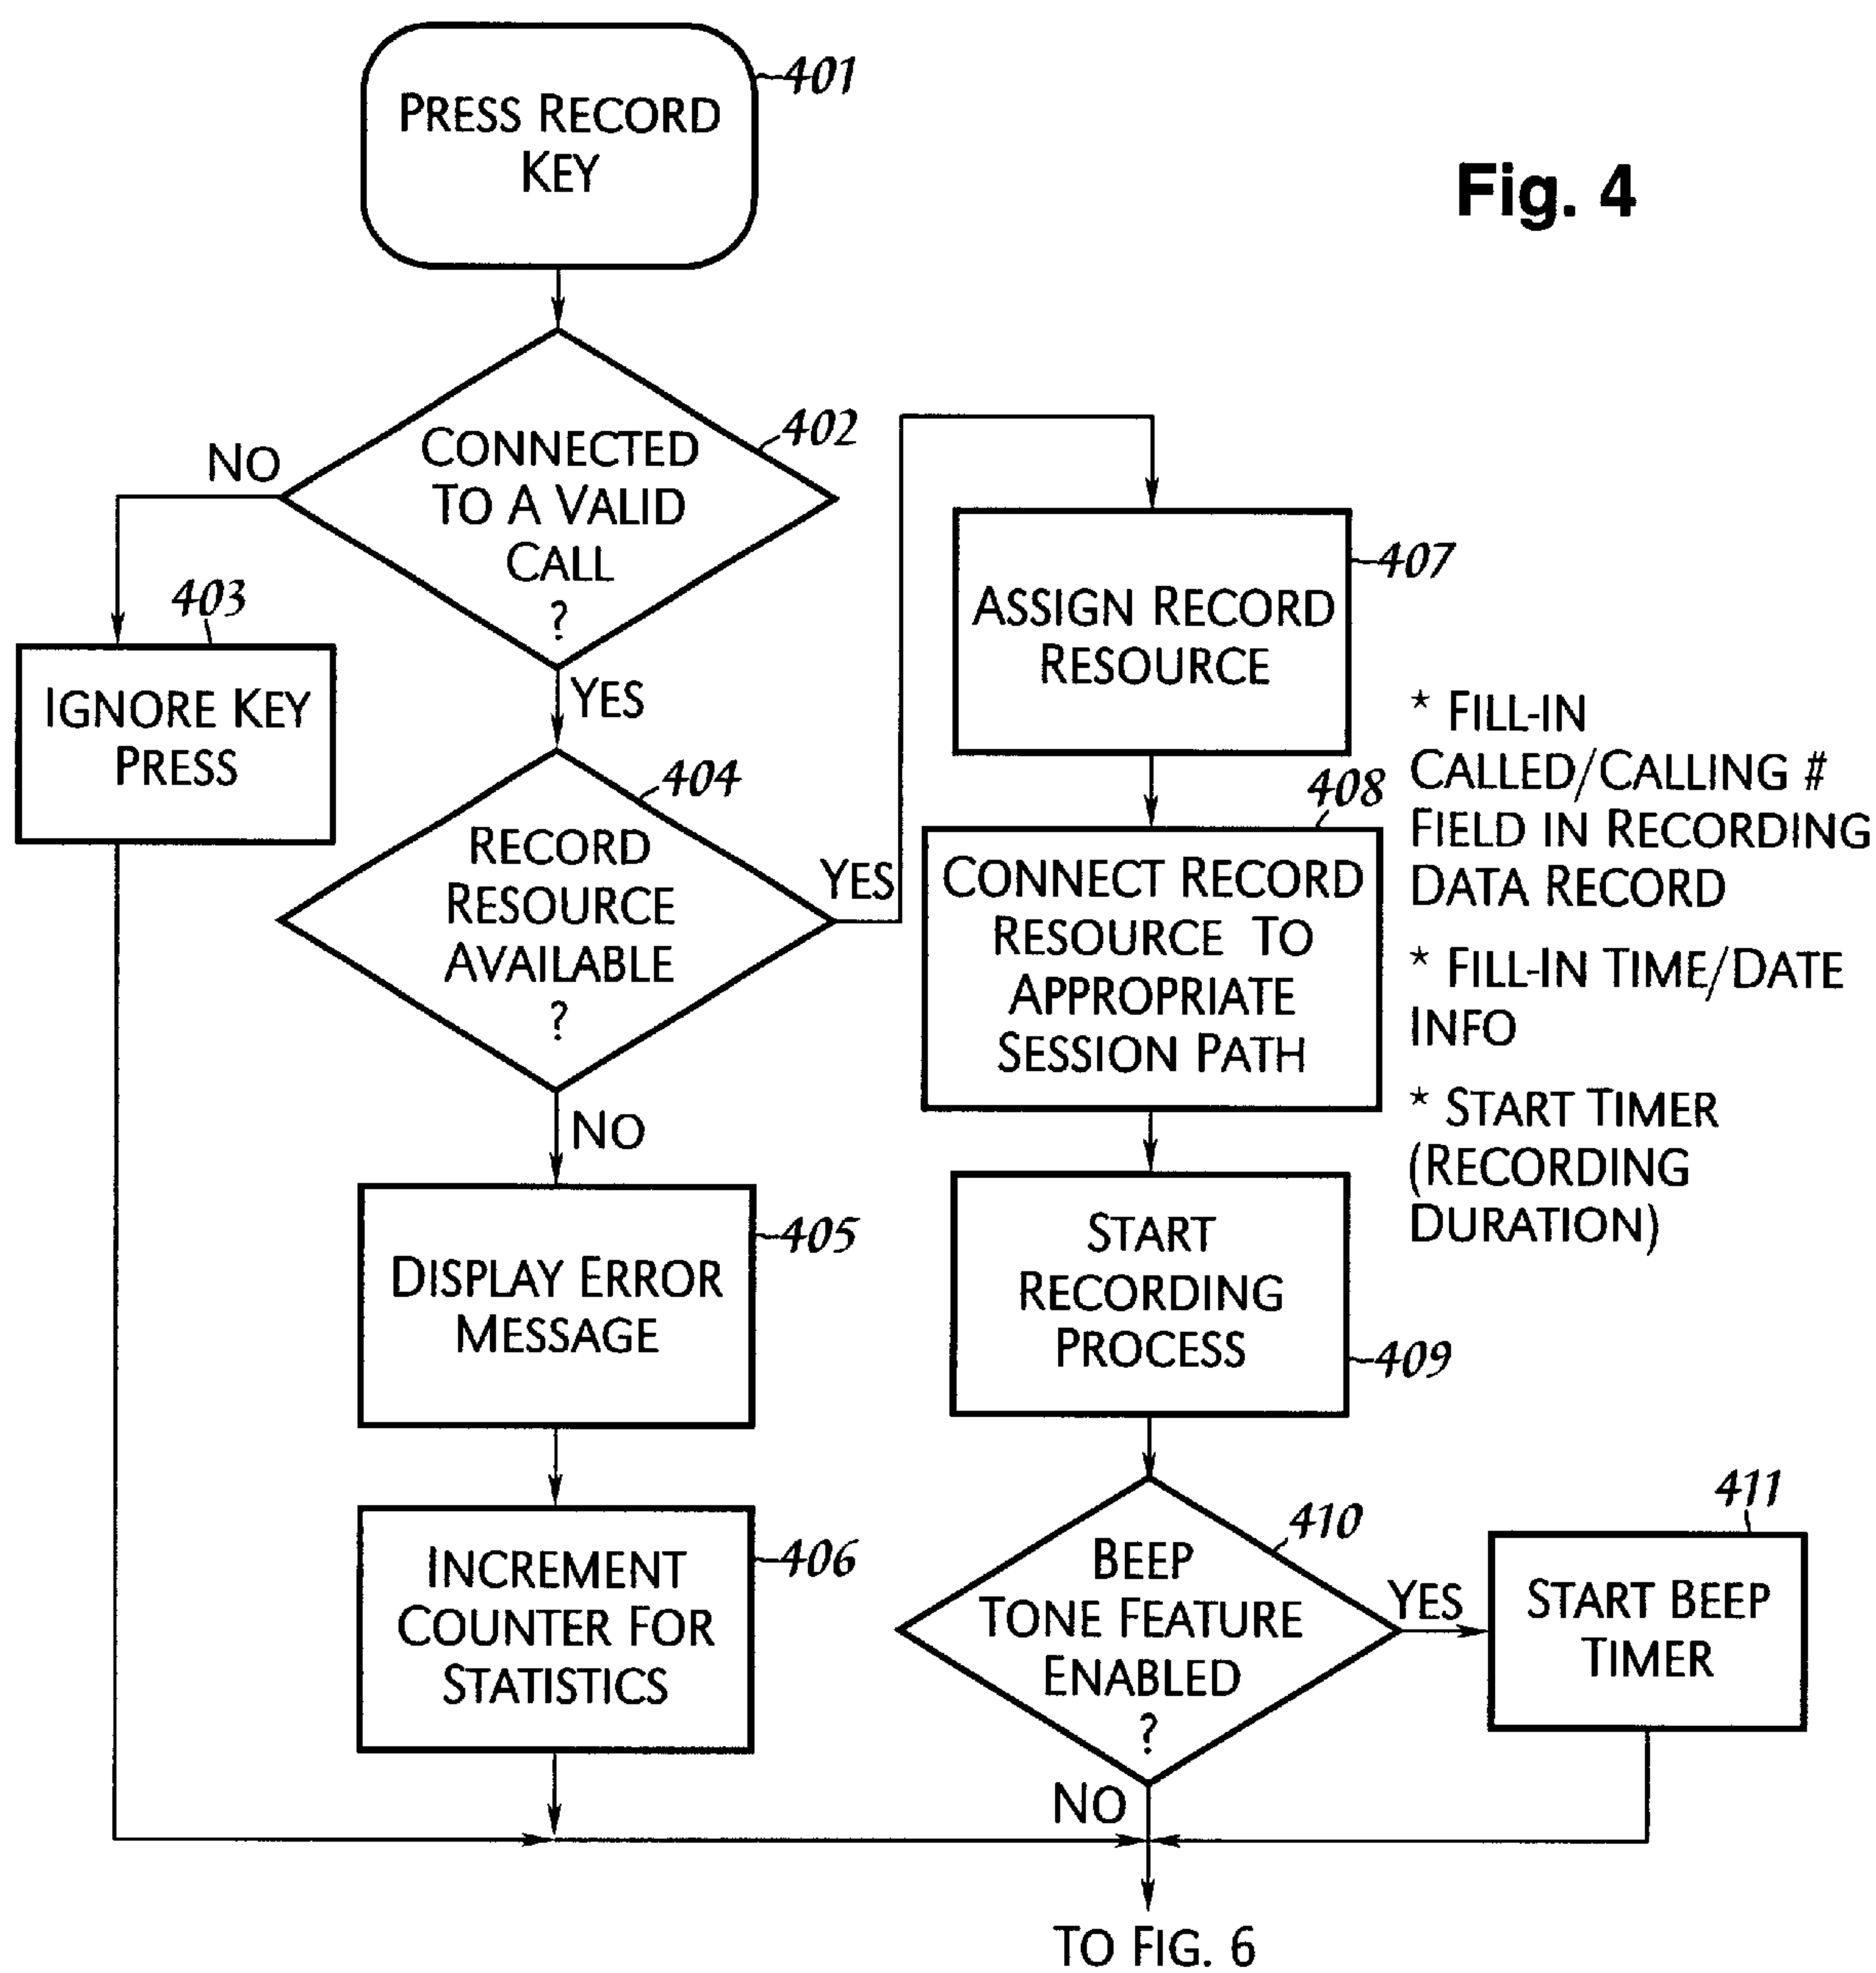 PRESS RECORD
KEY
401
Fig. 4
CONNECTED
TO A VALID
CALL
?
402
NO
YES
403
IGNORE KEY
PRESS
RECORD
RESOURCE
AVAILABLE
?
404
YES
NO
DISPLAY ERROR
MESSAGE
405
INCREMENT
COUNTER FOR
STATISTICS
406
ASSIGN RECORD
RESOURCE
407
408
CONNECT RECORD
RESOURCE TO
APPROPRIATE
SESSION PATH
* FILL-IN
CALLED/CALLING #
FIELD IN RECORDING
DATA RECORD
* FILL-IN TIME/DATE
INFO
* START TIMER
(RECORDING
DURATION)
START
RECORDING
PROCESS
409
BEEP
TONE FEATURE
ENABLED
?
410
YES
NO
411
START BEEP
TIMER
TO FIG. 6